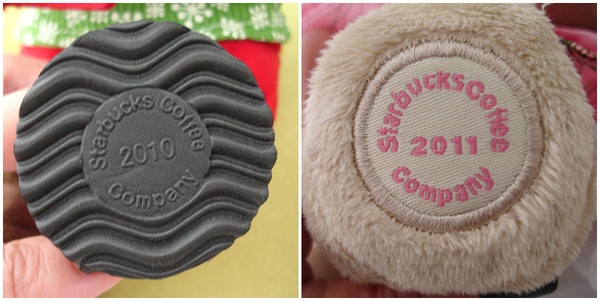 Starbucks Coffee
2010
Company
StarbucksCoffee
2011
Company